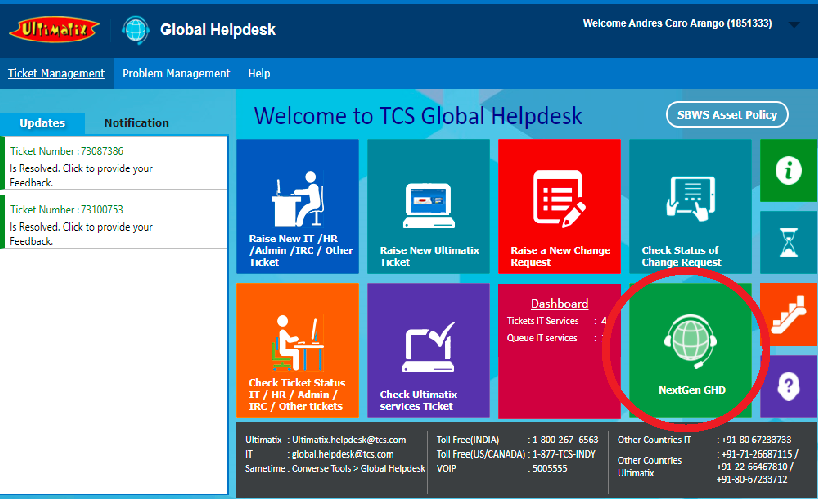 Ultimatix
Global Helpdesk
Welcome Andres Caro Arango (1851333)
Ticket Management
Problem Management
Help
Updates
Notification
Ticket Number :73087386
Is Resolved. Click to provide your
Feedback.
Ticket Number :73100753
Is Resolved. Click to provide your
Feedback.
Welcome to TCS Global Helpdesk
SBWS Asset Policy
Raise New IT /HR
/Admin /IRC / Other
Ticket
Raise New Ultimatix
Ticket
Raise a New Change
Request
Check Status of
Change Request
Check Ticket Status
IT / HR / Admin /
IRC / Other tickets
Check Ultimatix
services Ticket
Dashboard
Tickets IT Services : 4
Queue IT services :
NextGen GHD
Ultimatix : Ultimatix.helpdesk@tcs.com
IT : global.helpdesk@tcs.com
Sametime : Converse Tools > Global Helpdesk
Toll Free(INDIA) : 1-800-267-6563
Toll Free(US/CANADA) : 1-877-TCS-INDY
VOIP : 5005555
Other Countries IT : +91-80-67233733
Other Countries
Ultimatix
: +91-71-26687115 /
+91-22-66467810 /
+91-80-67233712